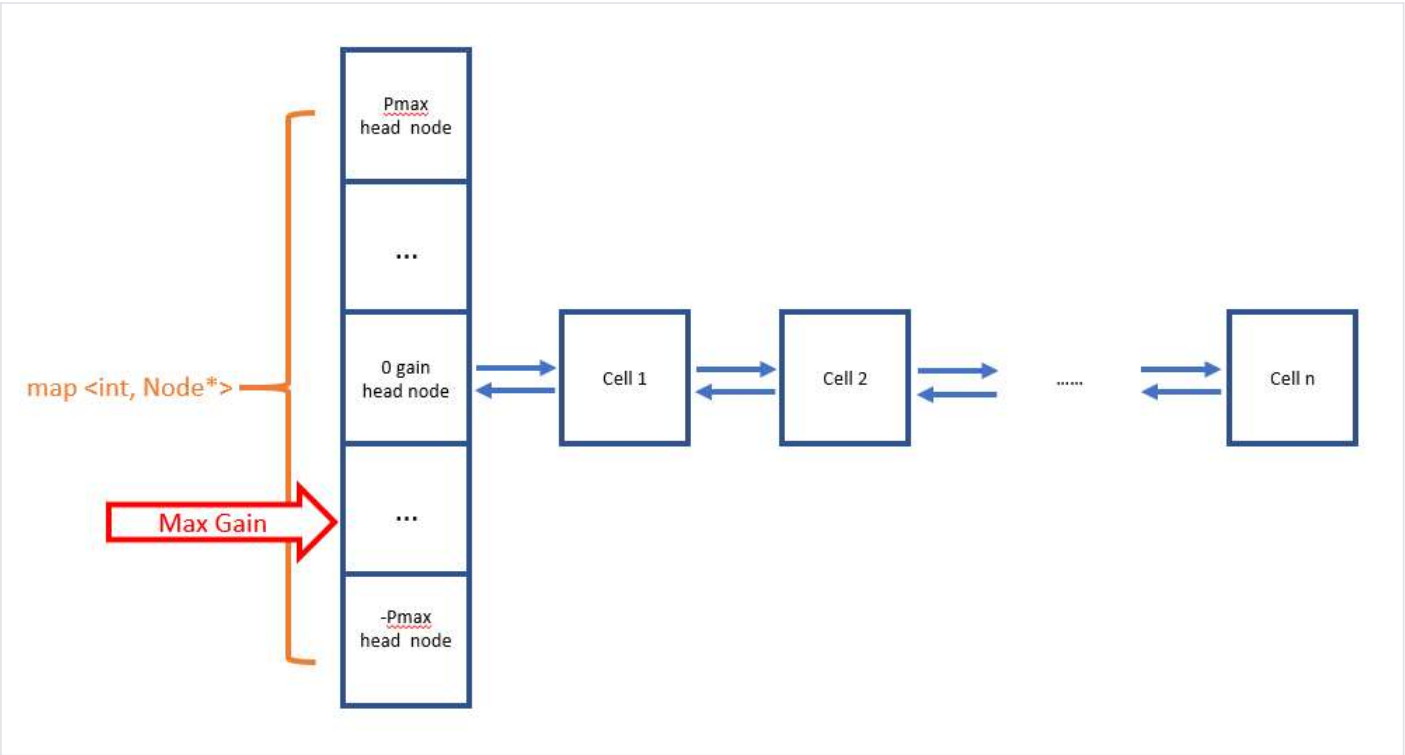 Pmax
head node
...
map <int, Node*>
0 gain
head node
Cell 1
Cell 2
......
Cell n
Max Gain
...
-Pmax
head node